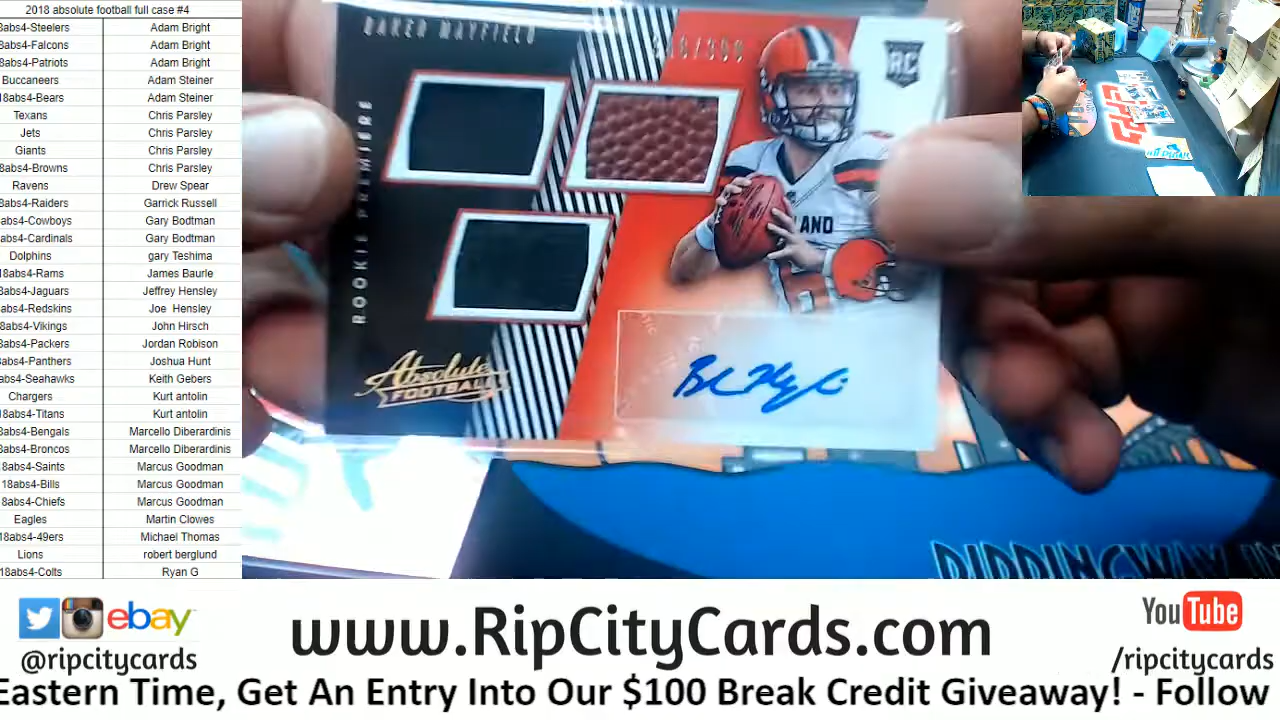 2018 absolute football full case #4
8abs4-Steelers Adam Bright
8abs4-Falcons Adam Bright
8abs4-Patriots Adam Bright
Buccaneers Adam Steiner
18abs4-Bears Adam Steiner
Texans Chris Parsley
Jets Chris Parsley
Giants Chris Parsley
8abs4-Browns Chris Parsley
Ravens Drew Spear
8abs4-Raiders Garrick Russell
abs4-Cowboys Gary Bodtman
abs4-Cardinals Gary Bodtman
Dolphins gary Teshima
18abs4-Rams James Baurle
8abs4-Jaguars Jeffrey Hensley
abs4-Redskins Joe Hensley
8abs4-Vikings John Hirsch
abs4-Packers Jordan Robison
abs4-Panthers Joshua Hunt
abs4-Seahawks Keith Gebers
Chargers Kurt antolin
18abs4-Titans Kurt antolin
8abs4-Bengals Marcello Diberardinis
8abs4-Broncos Marcello Diberardinis
8abs4-Saints Marcus Goodman
18abs4-Bills Marcus Goodman
8abs4-Chiefs Marcus Goodman
Eagles Martin Clowes
18abs4-49ers Michael Thomas
Lions robert berglund
18abs4-Colts Ryan G
BAKER MAYFIELD
/399
RC
ROOKIE PREMIERE
LAND
Absolute
FOOTBALL
ebay
@ripcitycards
www.RipCityCards.com
YouTube
/ripcitycards
Eastern Time, Get An Entry Into Our $100 Break Credit Giveaway! - Follow